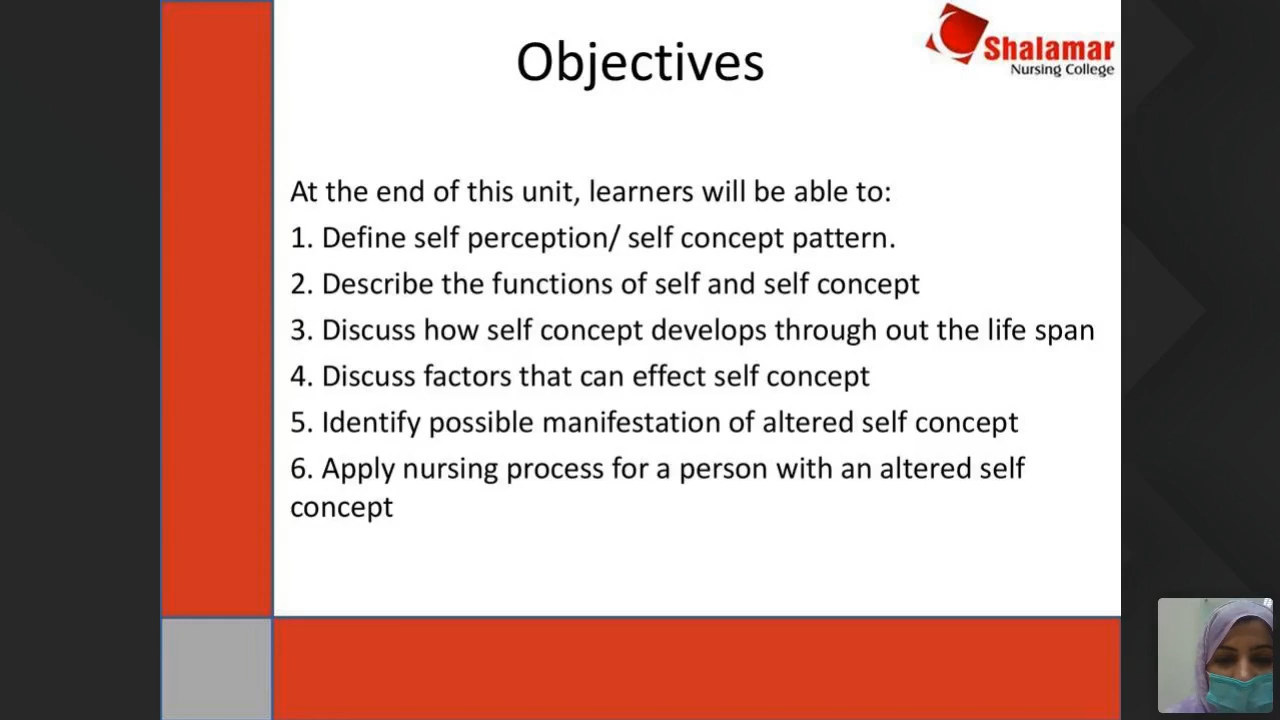 Objectives
Shalamar
Nursing College
At the end of this unit, learners will be able to:
1. Define self perception/ self concept pattern.
2. Describe the functions of self and self concept
3. Discuss how self concept develops through out the life span
4. Discuss factors that can effect self concept
5. Identify possible manifestation of altered self concept
6. Apply nursing process for a person with an altered self
concept